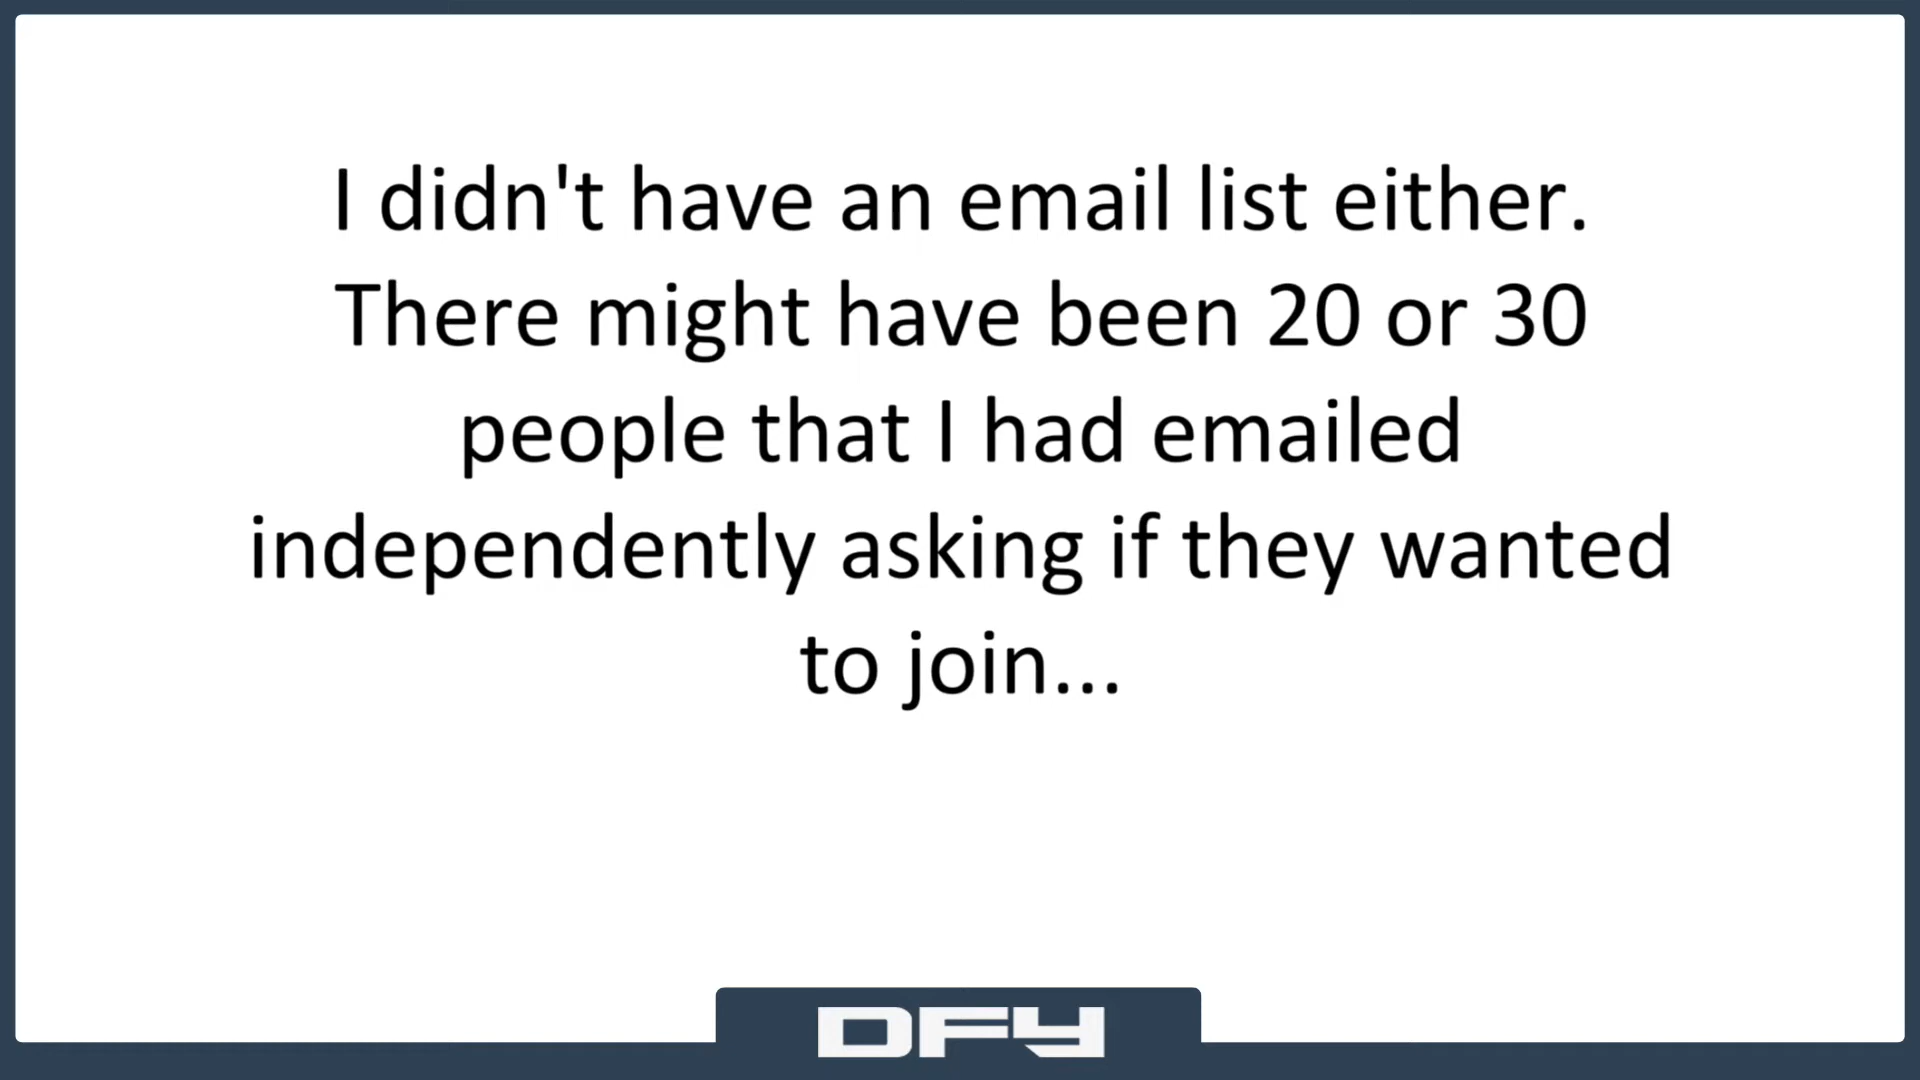 I didn't have an email list either.
There might have been 20 or 30
people that I had emailed
independently asking if they wanted
to join...
DFY